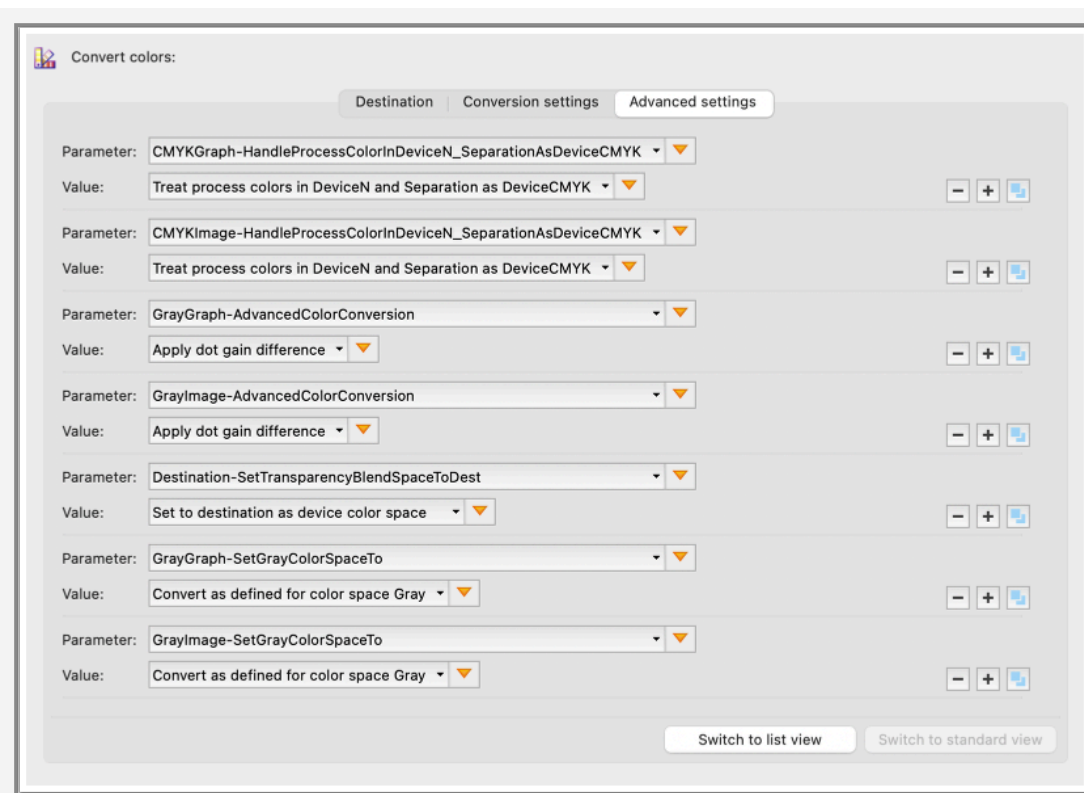 Convert colors:
Destination Conversion settings Advanced settings
Parameter: CMYKGraph-HandleProcessColorInDeviceN_SeparationAsDeviceCMYK
Value: Treat process colors in DeviceN and Separation as DeviceCMYK
Parameter: CMYKImage-HandleProcessColorInDeviceN_SeparationAsDeviceCMYK
Value: Treat process colors in DeviceN and Separation as DeviceCMYK
Parameter: GrayGraph-AdvancedColorConversion
Value: Apply dot gain difference
Parameter: GrayImage-AdvancedColorConversion
Value: Apply dot gain difference
Parameter: Destination-SetTransparencyBlendSpaceToDest
Value: Set to destination as device color space
Parameter: GrayGraph-SetGrayColorSpaceTo
Value: Convert as defined for color space Gray
Parameter: GrayImage-SetGrayColorSpaceTo
Value: Convert as defined for color space Gray
Switch to list view Switch to standard view